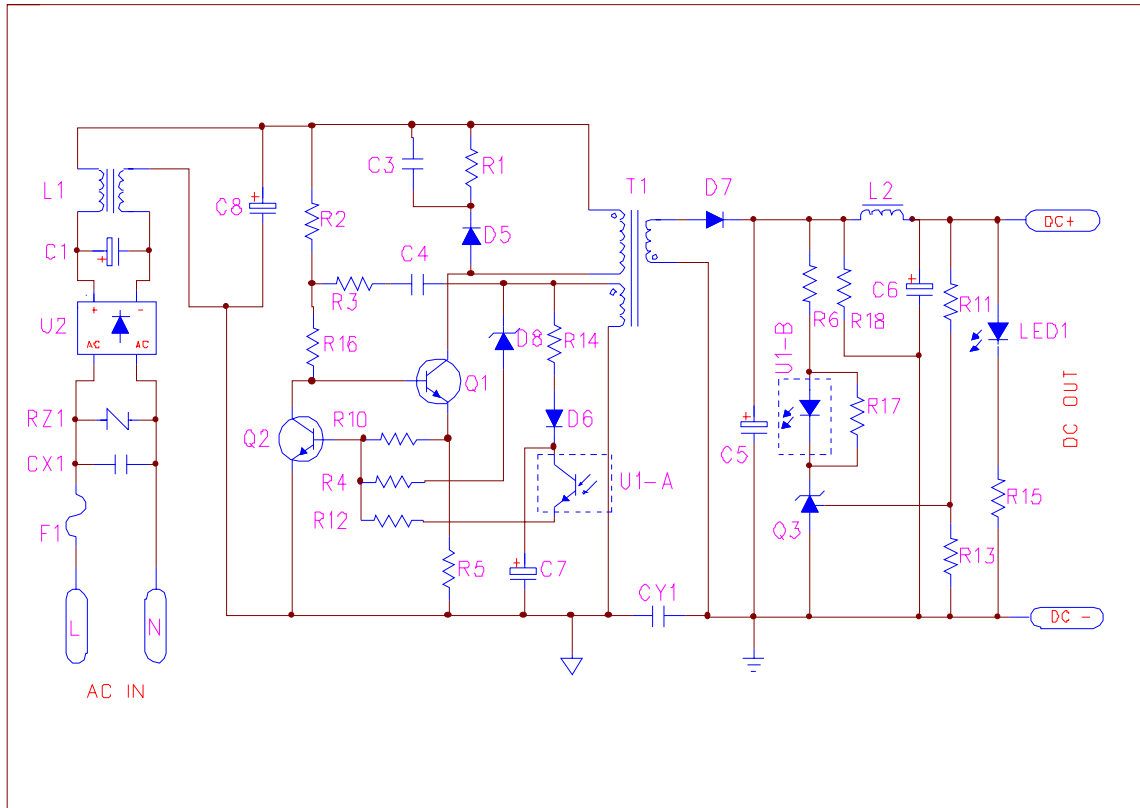 C3
R1
T1
D7
L1
C8
R2
L2
DC+
C1
+
D5
C4
+
-
R3
C6
+
R11
U2
AC
AC
R6
R18
LED1
R16
D8
R14
U1-B
Q1
DC OUT
RZ1
R10
D6
R17
Q2
C5
+
CX1
R4
U1-A
R15
F1
R12
Q3
R5
+
C7
R13
CY1
L
N
DC -
AC IN
+